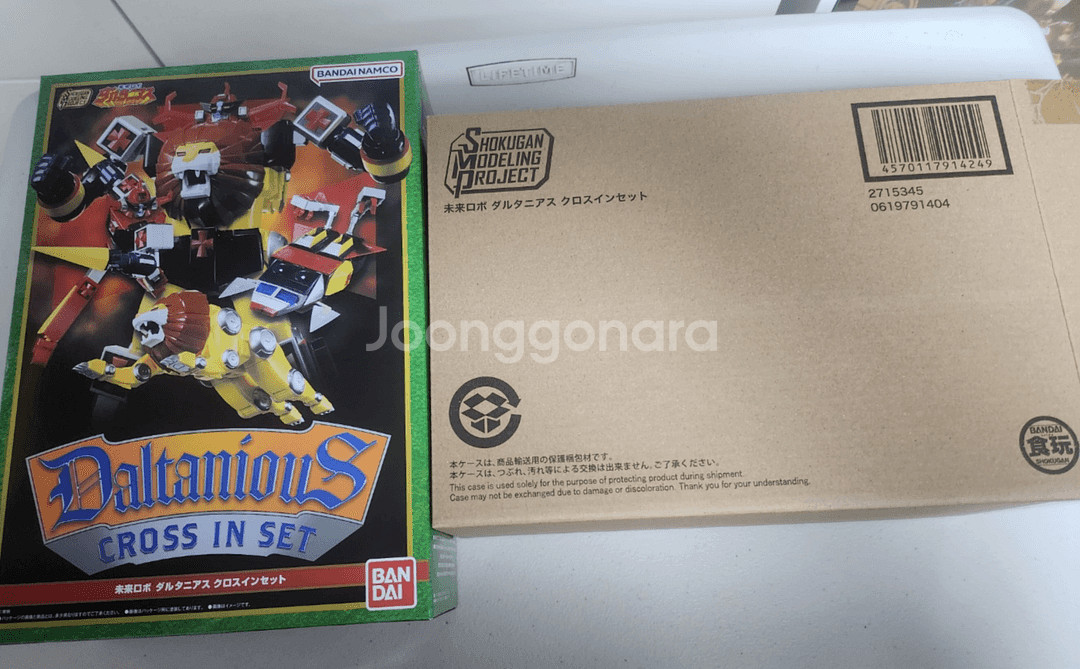 BANDAI NAMCO
Daltanious
CROSS IN SET
未来ロボ ダルタニアス クロスインセット
BAN
DAI
LIFETIME
SHOKUGAN
MODELING
PROJECT
未来ロボ ダルタニアス クロスインセット
4570117914249
2715345
0619791404
Joonggonara
本ケースは、商品輸送用の保護梱包材です。
本ケースは、つぶれ、汚れ等による交換は出来ません。ご了承ください。
This case is used solely for the purpose of protecting product during shipment.
Case may not be exchanged due to damage or discoloration. Thank you for your understanding.
BANDAI
食玩
SHOKUGAN